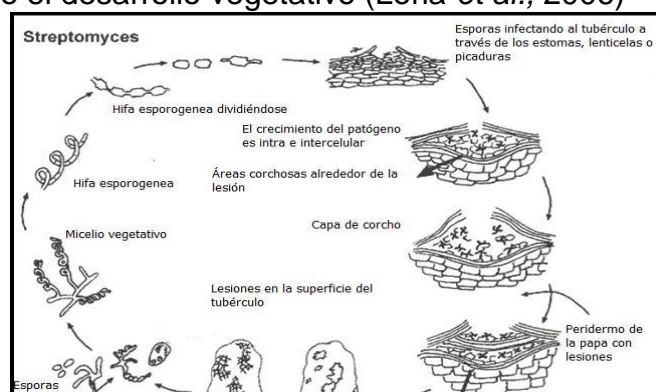 e el desarrollo vegetativo (Loria et al., 2003)
Streptomyces
Esporas infectando al tubérculo a
través de los estomas, lenticelas o
picaduras
Hifa esporogenea dividiéndose
El crecimiento del patógeno
es intra e intercelular
Áreas corchosas alrededor de la
lesión
Hifa esporogenea
Capa de corcho
Micelio vegetativo
Lesiones en la superficie del
tubérculo
Peridermo de
la papa con
lesiones
Esporas